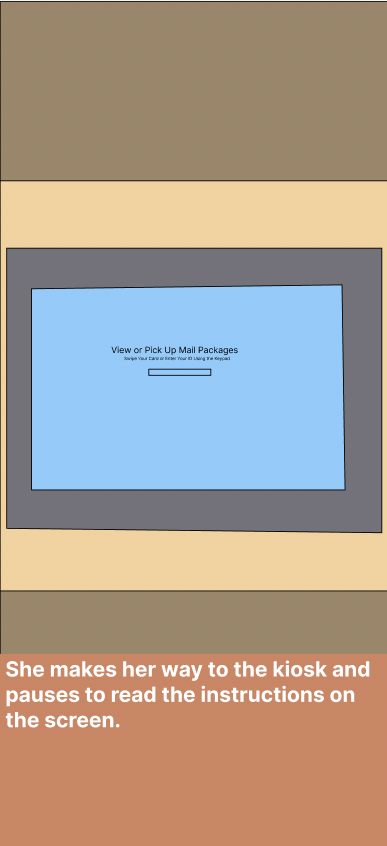 View or Pick Up Mail Packages
Swipe Your Card or Enter Your ID Using the Keypad
She makes her way to the kiosk and
pauses to read the instructions on
the screen.